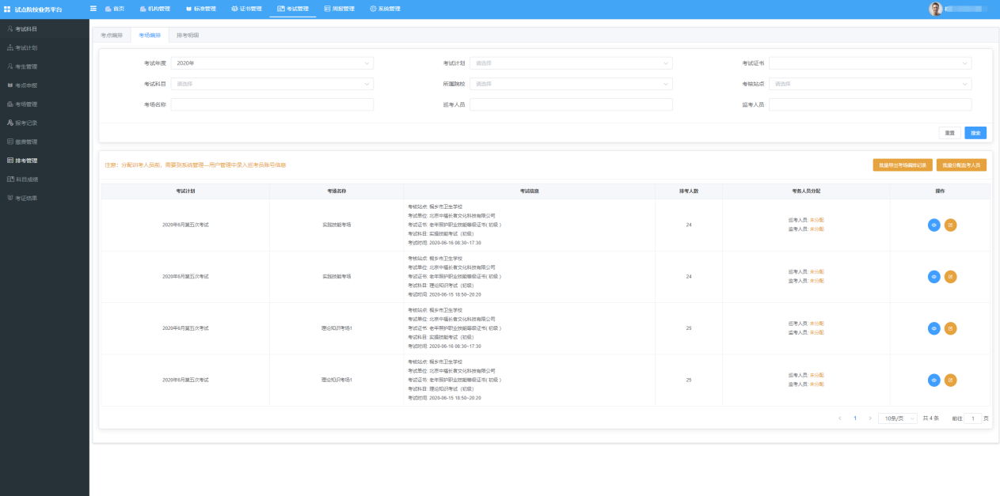 试点院校业务平台
首页 机构管理 标准管理 证书管理 考试管理 周报管理 系统管理
考试科目
考试计划
考生管理
考点申报
考场管理
报考记录
缴费管理
排考管理
科目成绩
考证结果
考点编排 考场编排 排考明细
考试年度 2020年 考试计划 请选择 考试证书
考试科目 请选择 所属院校 请选择 考核站点 请选择
考场名称 巡考人员 监考人员
重置 搜索
注意：分配训考人员前，需要到系统管理—用户管理中录入巡考员账号信息
批量导出考场编排记录 批量分配监考人员
考试计划 考场名称 考试信息 排考人数 考务人员分配 操作
考核站点: 桐乡市卫生学校
考试单位: 北京中福长者文化科技有限公司
2020年6月第五次考试 实践技能考场 考试证书: 老年照护职业技能等级证书( 初级 ) 24 巡考人员: 未分配
监考人员: 未分配
考试科目: 实操技能考试（初级）
考试时间: 2020-06-16 08:30~17:30
考核站点: 桐乡市卫生学校
考试单位: 北京中福长者文化科技有限公司
2020年6月第五次考试 实践技能考场 考试证书: 老年照护职业技能等级证书( 初级 ) 24 巡考人员: 未分配
监考人员: 未分配
考试科目: 理论知识考试（初级）
考试时间: 2020-06-15 18:50~20:20
考核站点: 桐乡市卫生学校
考试单位: 北京中福长者文化科技有限公司
2020年6月第五次考试 理论知识考场1 考试证书: 老年照护职业技能等级证书( 初级 ) 25 巡考人员: 未分配
监考人员: 未分配
考试科目: 实操技能考试（初级）
考试时间: 2020-06-16 08:30~17:30
考核站点: 桐乡市卫生学校
考试单位: 北京中福长者文化科技有限公司
2020年6月第五次考试 理论知识考场1 考试证书: 老年照护职业技能等级证书( 初级 ) 25 巡考人员: 未分配
监考人员: 未分配
考试科目: 理论知识考试（初级）
考试时间: 2020-06-15 18:50~20:20
< 1 > 10条/页 共 4 条 前往 1 页